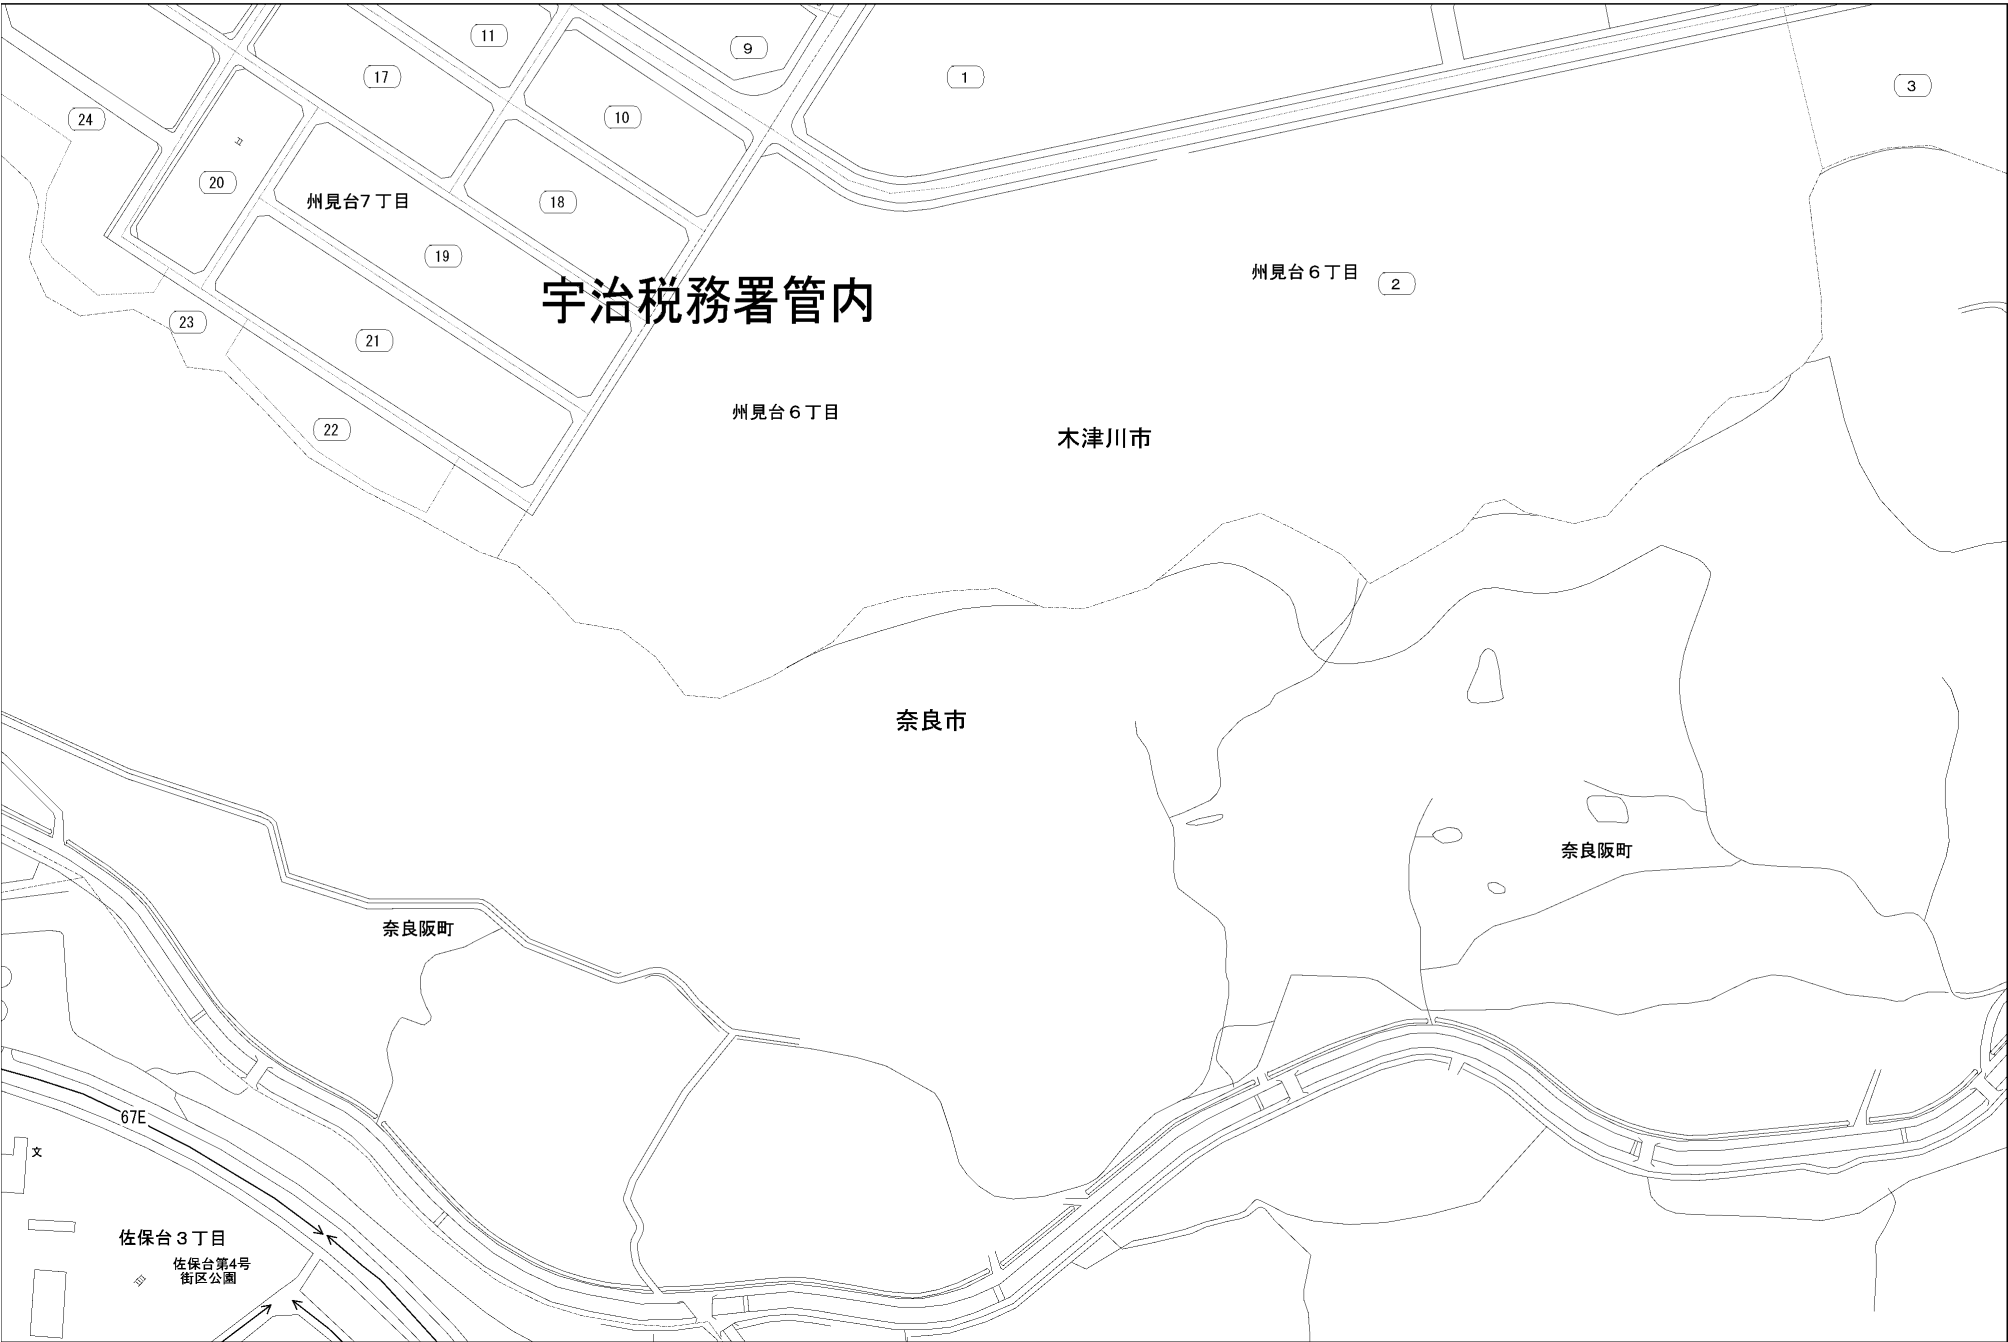 11
9
17
1
3
10
24
20
州見台7丁目
18
19
州見台6丁目
2
宇治税務署管内
23
21
州見台6丁目
22
木津川市
奈良市
奈良阪町
奈良阪町
67E
文
佐保台3丁目
佐保台第4号
街区公園